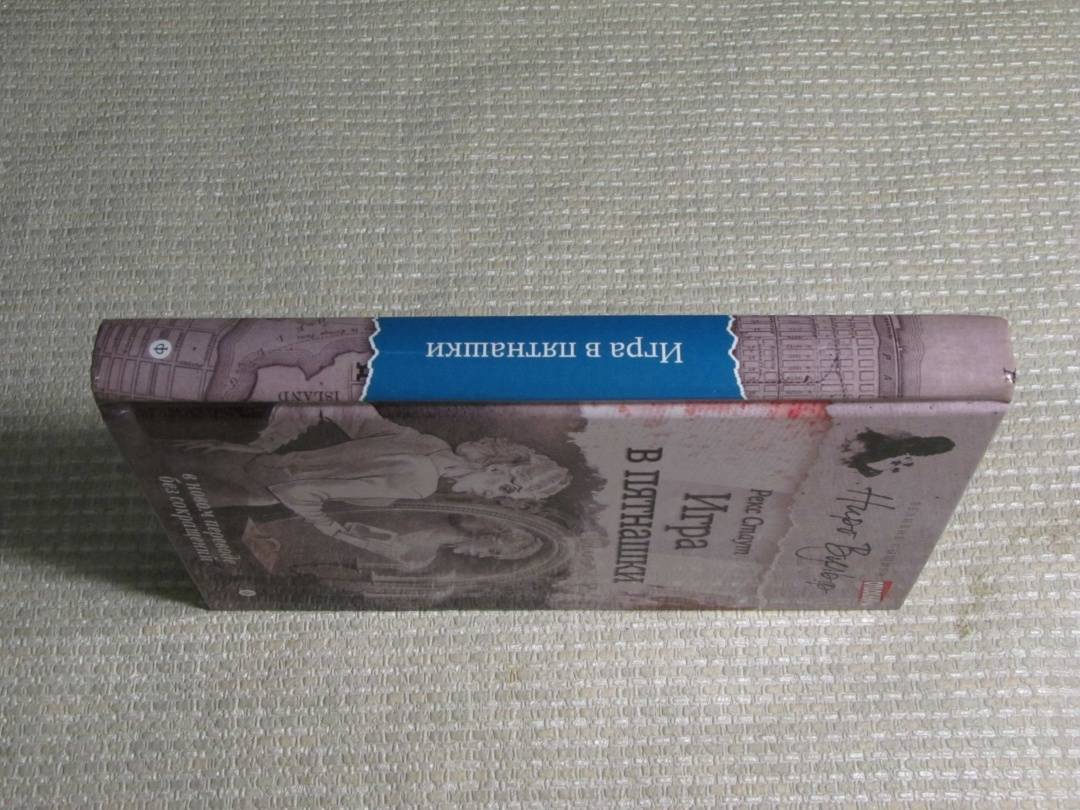 Игра в пятнашки
ISLAND
Ф
Ниро Вульф
Рекс Стаут
Игра
в пятнашки
в новом переводе
без сокращений